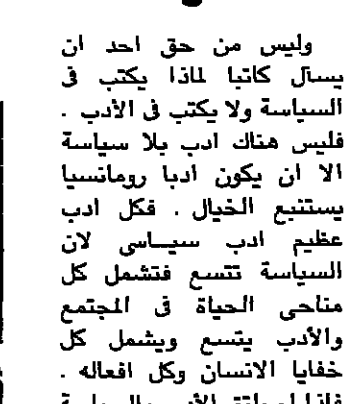 وليس من حق احد ان
يسأل كاتبا لماذا يكتب فى
السياسة ولا يكتب فى الأدب .
فليس هناك ادب بلا سياسة
الا ان يكون ادبا رومانسيا
يستنبع الخيال . فكل ادب
عظيم ادب سياسى لان
السياسة تتسع فتشمل كل
مناحى الحياة فى المجتمع
والأدب يتسع ويشمل كل
خفايا الانسان وكل افعاله .